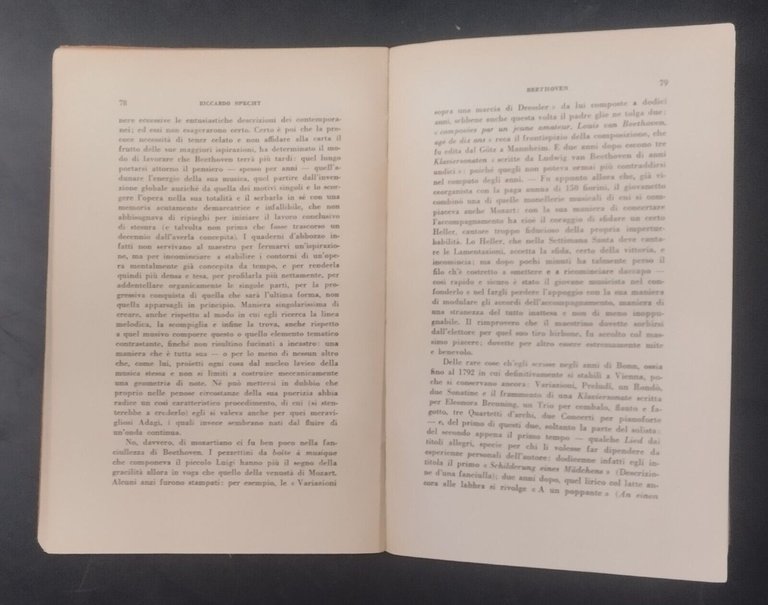 78 RICCARDO SPECHT
nere eccessive le entusiastiche descrizioni dei contempora-
nei; ed essi non esagerarono certo. Certo è poi che la pre-
coce necessità di tener celato e non affidare alla carta il
frutto delle sue maggiori ispirazioni, ha determinato il modo
di lavorare che Beethoven terrà più tardi: quel lungo
portarsi attorno il pensiero — spesso per anni — quell'a-
dunare l'energia della sua musica, quel partire dall'inven-
zione globale anziché da quella dei motivi singoli e lo scor-
gere l'opera nella sua totalità e il serbarla in sé con una
memoria acutamente demarcatrice e infallibile, che non
abbisognava di ripieghi per iniziare il lavoro conclusivo
di stesura (e talvolta non prima che fosse trascorso un
decennio dall'averla concepita). I quaderni d'abbozzo in-
fatti non servivano al maestro per fermarvi un'ispirazio-
ne, ma per incominciare a stabilire i contorni di un'ope-
ra mentalmente già concepita da tempo, e per renderla
quindi più densa e tesa, per profilarla più nettamente, per
addentellare organicamente le singole parti, per la pro-
gressiva conquista di quella che sarà l'ultima forma, non
quella apparsagli in principio. Maniera singolarissima di
creare, anche rispetto al modo in cui egli ricerca la linea
melodica, la scompiglia e infine la trova, anche rispetto
a quel musivo comporre questo o quello elemento tematico
contrastante, finché non risultino fucinati a incastro: una
maniera che è tutta sua — o per lo meno di nessun altro
che, come lui, proietti ogni cosa dal nucleo lavico della
musica stessa e non si limiti a costruire meccanicamente
una geometria di note. Né può mettersi in dubbio che
proprio nelle penose circostanze della sua puerizia abbia
radice un così caratteristico procedimento, di cui (si sten-
terebbe a crederlo) egli si valeva anche per quei meravi-
gliosi Adagi, i quali invece sembrano nati dal fluire di
un'onda continua.
No, davvero, di mozartiano ci fu ben poco nella fan-
ciullezza di Beethoven. I pezzettini da boîte à musique
che componeva il piccolo Luigi hanno più il segno della
gracilità allora in voga che quello della venustà di Mozart.
Alcuni anzi furono stampati: per esempio, le « Variazioni
BEETHOVEN 79
sopra una marcia di Dressler » da lui composte a dodici
anni, sebbene anche questa volta il padre glie ne tolga due:
« composées par un jeune amateur, Louis van Beethoven,
âgé de dix ans » reca il frontispizio della composizione, che
fu edita dal Götz a Mannheim. E due anni dopo escono tre
Klaviersonaten « scritte da Ludwig van Beethoven di anni
undici »; poiché quegli non poteva ormai più contraddirsi
nel computo degli anni. — Fu appunto allora che, già vi-
ceorganista con la paga annua di 150 fiorini, il giovanetto
combinò una di quelle monellerie musicali di cui si com-
piaceva anche Mozart: con la sua maniera di concertare
l'accompagnamento ha il coraggio di sfidare un certo
Heller, cantore troppo fiducioso della propria impertur-
babilità. Lo Heller, che nella Settimana Santa deve canta-
re le Lamentazioni, accetta la sfida, certo della vittoria, e
incomincia; ma dopo pochi minuti ha talmente perso il
filo ch'è costretto a smettere e a ricominciare daccapo —
così rapido e sicuro è stato il giovane musicista nel con-
fonderlo e nel fargli perdere l'appoggio con la sua maniera
di modulare gli accordi dell'accompagnamento, maniera di
una stranezza del tutto inattesa e non di meno inoppu-
gnabile. Il rimprovero che il maestrino dovette sorbirsi
dall'elettore per quel suo tiro birbone, fu accolto col mas-
simo piacere; dovette per altro essere estremamente mite
e benevolo.
Delle rare cose ch'egli scrisse negli anni di Bonn, ossia
fino al 1792 in cui definitivamente si stabilì a Vienna, po-
che si conservano ancora: Variazioni, Preludi, un Rondò,
due Sonatine e il frammento di una Klaviersonate scritta
per Eleonora Breuning, un Trio per cembalo, flauto e fa-
gotto, tre Quartetti d'archi, due Concerti per pianoforte
— e, del primo di questi due, soltanto la parte del solista:
del secondo appena il primo tempo — qualche Lied dai
titoli allegri, specie per chi li volesse far dipendere da
esperienze personali dell'autore: dodicenne infatti egli in-
titola il primo « Schilderung eines Mädchens » (Descrizio-
ne d'una fanciulla); due anni dopo, quel lirico col latte an-
cora alle labbra si rivolge « A un poppante » (An einen